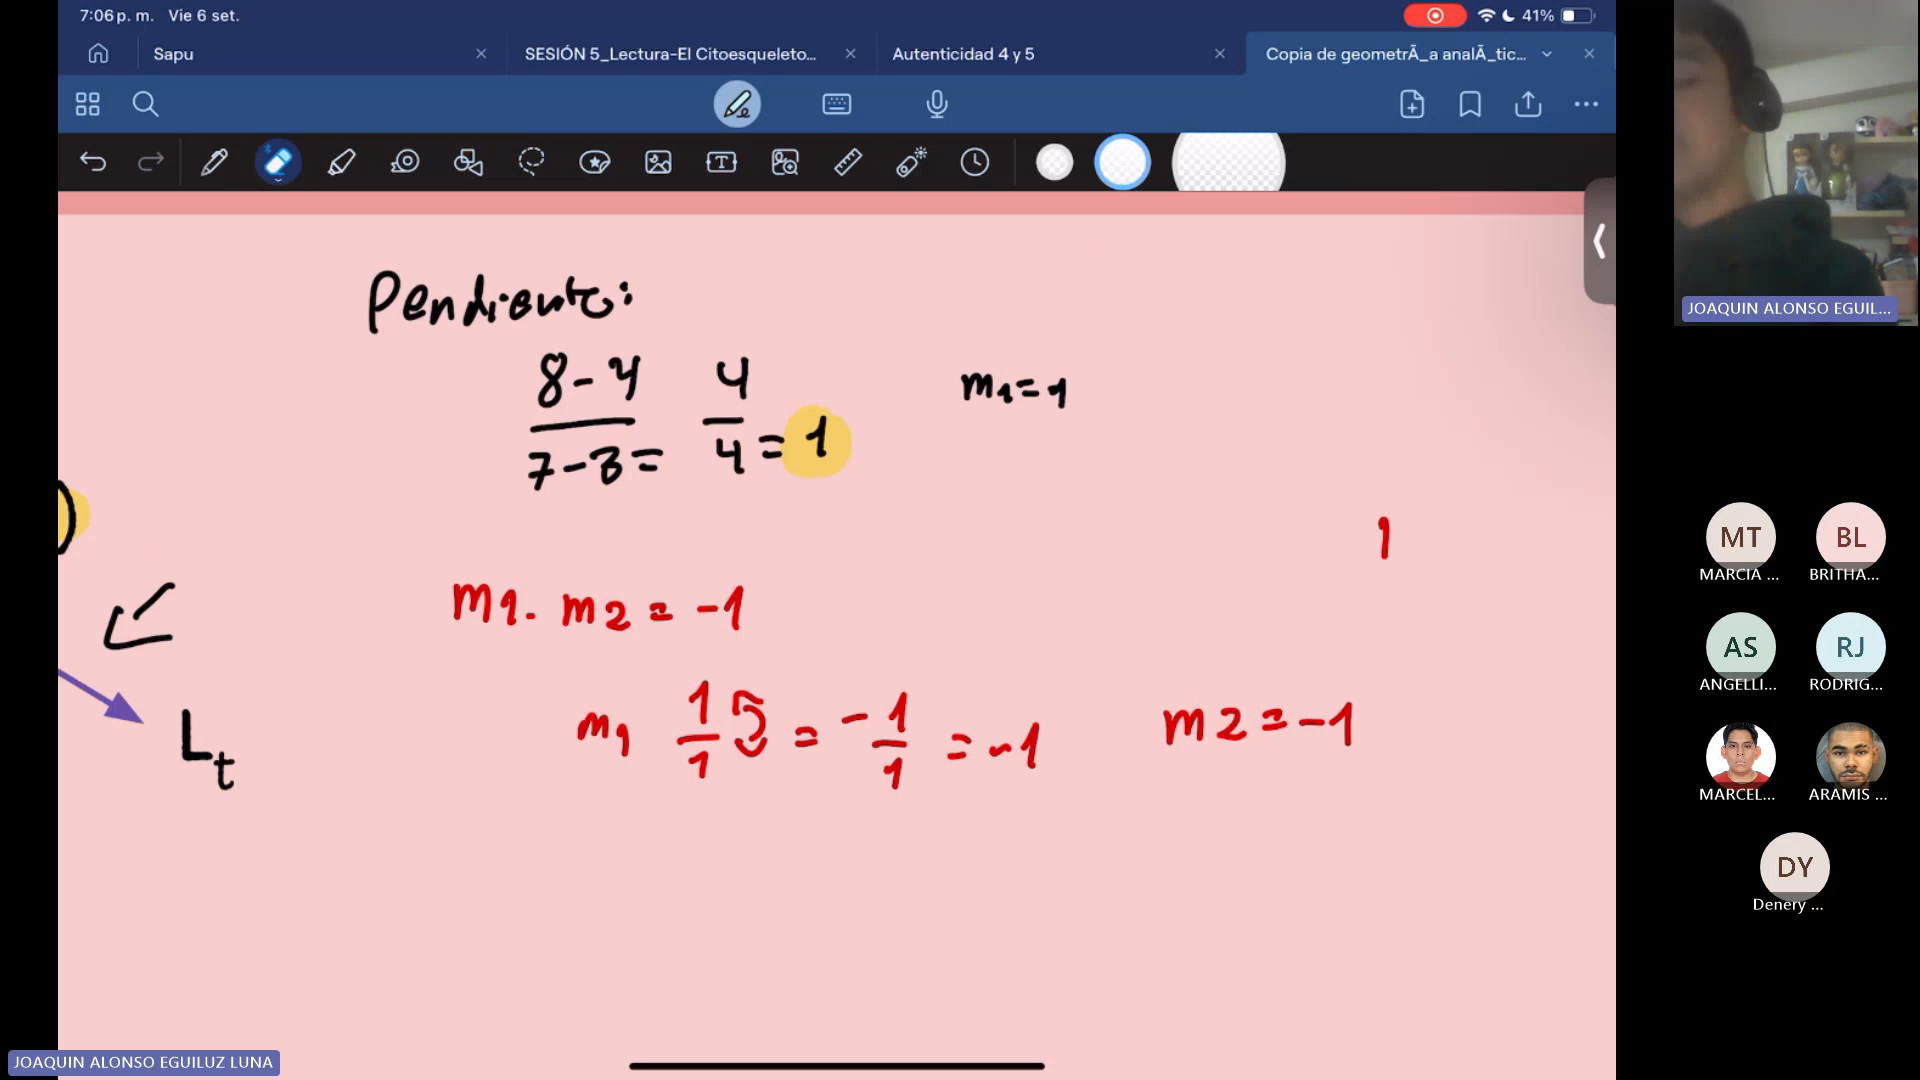 7:06 p. m. Vie 6 set.
41%
Sapu
SESIÓN 5_Lectura-El Citoesqueleto...
Autenticidad 4 y 5
Copia de geometrÃ_a analÃ_tic...
JOAQUIN ALONSO EGUIL...
Pendiente:
8-4
7-3 =
4
4 = 1
m1=1
)
1
m1. m2 = -1
m1 1/1 = -1/1 = -1
m2 = -1
Lt
MT
MARCIA ...
BL
BRITHA...
AS
ANGELLI...
RJ
RODRIG...
MARCEL...
ARAMIS ...
DY
Denery ...
JOAQUIN ALONSO EGUILUZ LUNA